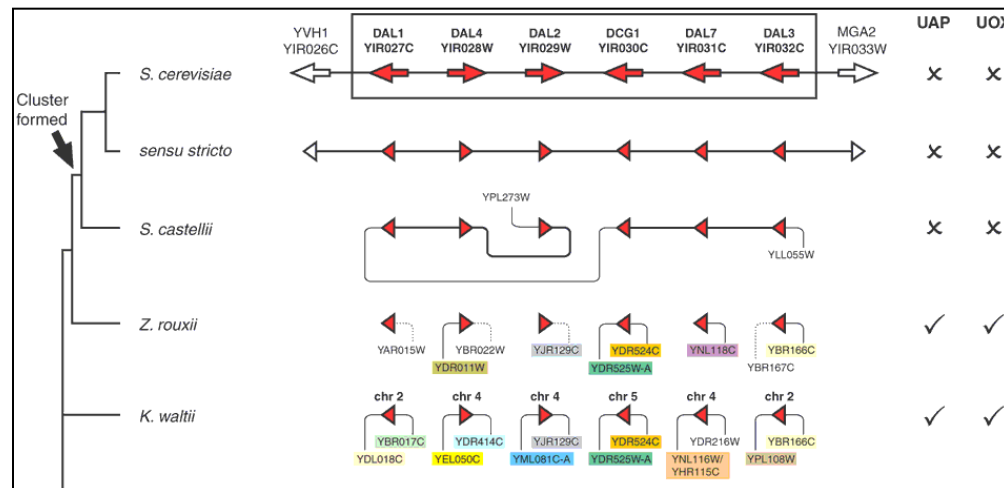 UAP UOX
YVH1 DAL1 DAL4 DAL2 DCG1 DAL7 DAL3 MGA2
YIR026C YIR027C YIR028W YIR029W YIR030C YIR031C YIR032C YIR033W
S. cerevisiae
Cluster
formed
sensu stricto
YPL273W
S. castellii
YLL055W
Z. rouxii
YAR015W YBR022W YJR129C YDR524C YNL118C YBR166C
YDR011W YDR525W-A YBR167C
chr 2 chr 4 chr 4 chr 5 chr 4 chr 2
K. waltii
YBR017C YDR414C YJR129C YDR524C YDR216W YBR166C
YDL018C YEL050C YML081C-A YDR525W-A YNL116W/ YPL108W
YHR115C